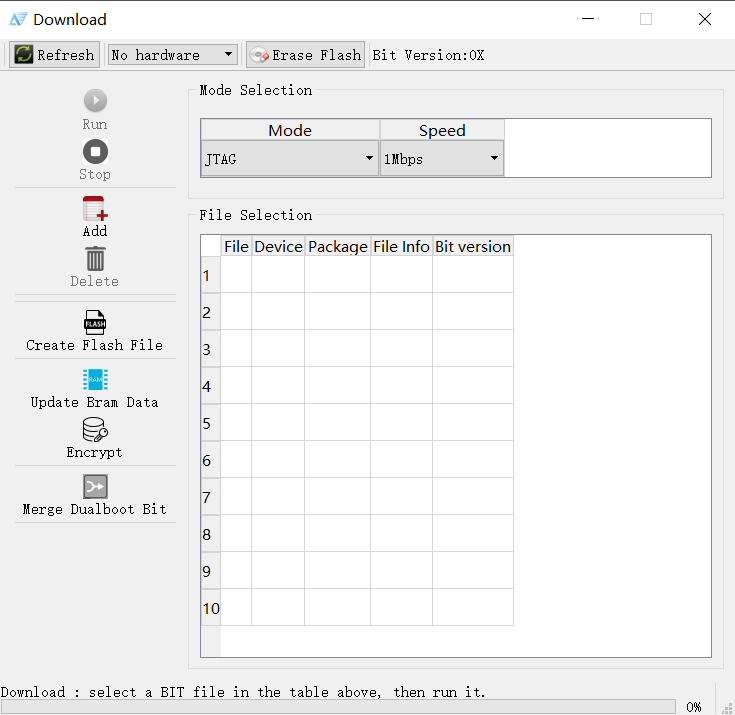 Download
Refresh No hardware Erase Flash Bit Version:0X
Run
Stop
Add
Delete
Create Flash File
FLASH
Update Bram Data
RAM
Encrypt
Merge Dualboot Bit
Mode Selection
Mode Speed
JTAG 1Mbps
File Selection
File Device Package File Info Bit version
1
2
3
4
5
6
7
8
9
10
Download : select a BIT file in the table above, then run it.
0%